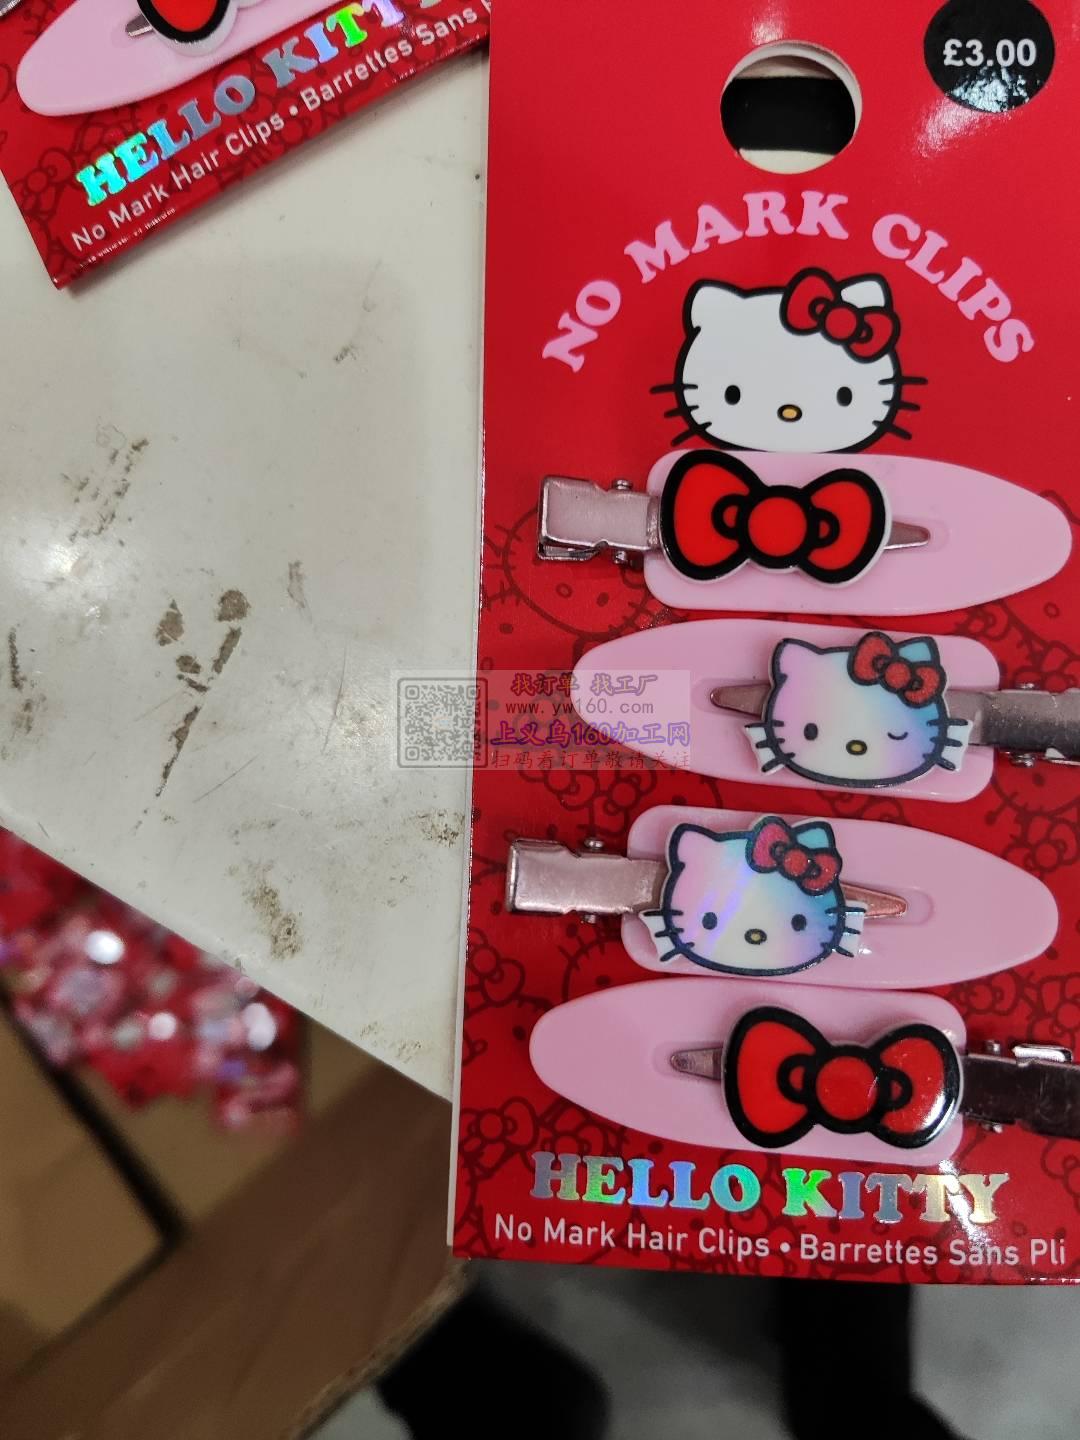 HELLO KITTY
No Mark Hair Clips • Barrettes Sans P
£3.00
NO MARK CLIPS
找订单 找工厂
www.yw160.com
上义乌160加工网
扫码看订单敬请关注
HELLO KITTY
No Mark Hair Clips • Barrettes Sans Pli